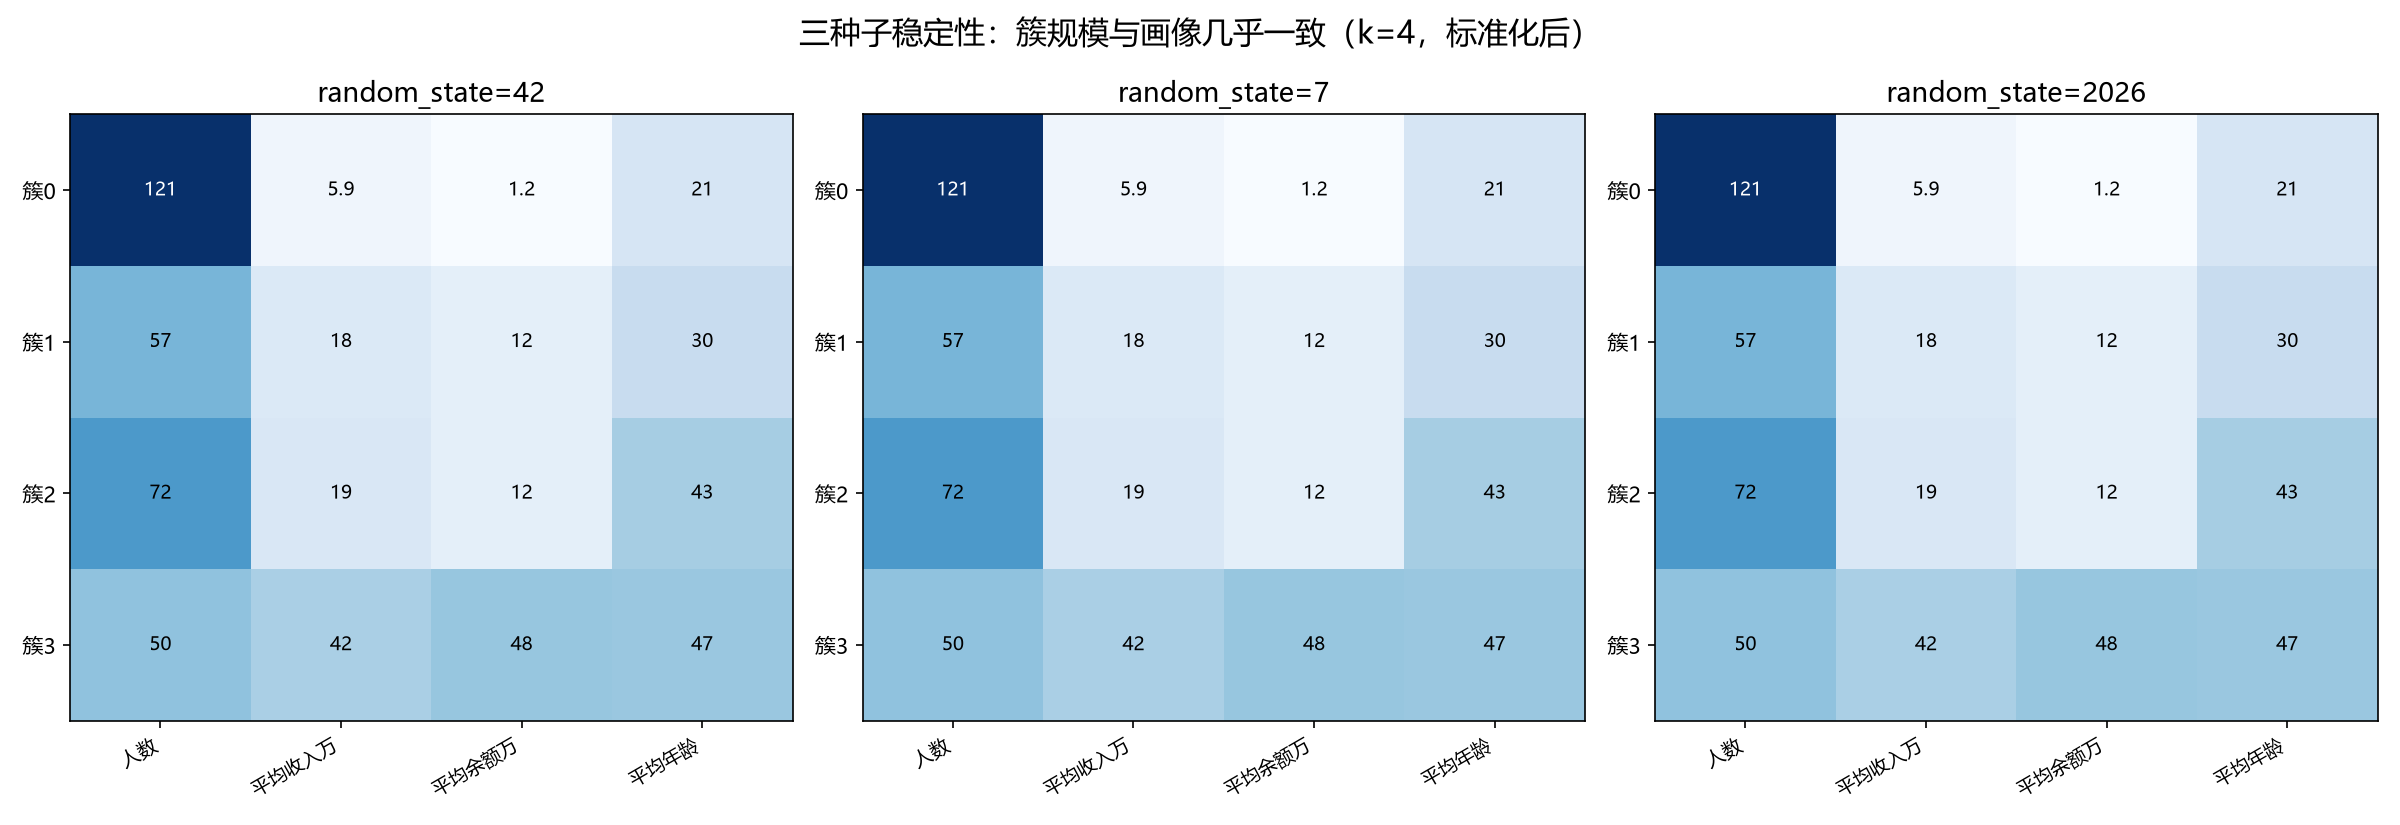 三种子稳定性：簇规模与画像几乎一致（k=4，标准化后）
random_state=42
簇0 121 5.9 1.2 21
簇1 57 18 12 30
簇2 72 19 12 43
簇3 50 42 48 47
人数 平均收入万 平均余额万 平均年龄
random_state=7
簇0 121 5.9 1.2 21
簇1 57 18 12 30
簇2 72 19 12 43
簇3 50 42 48 47
人数 平均收入万 平均余额万 平均年龄
random_state=2026
簇0 121 5.9 1.2 21
簇1 57 18 12 30
簇2 72 19 12 43
簇3 50 42 48 47
人数 平均收入万 平均余额万 平均年龄